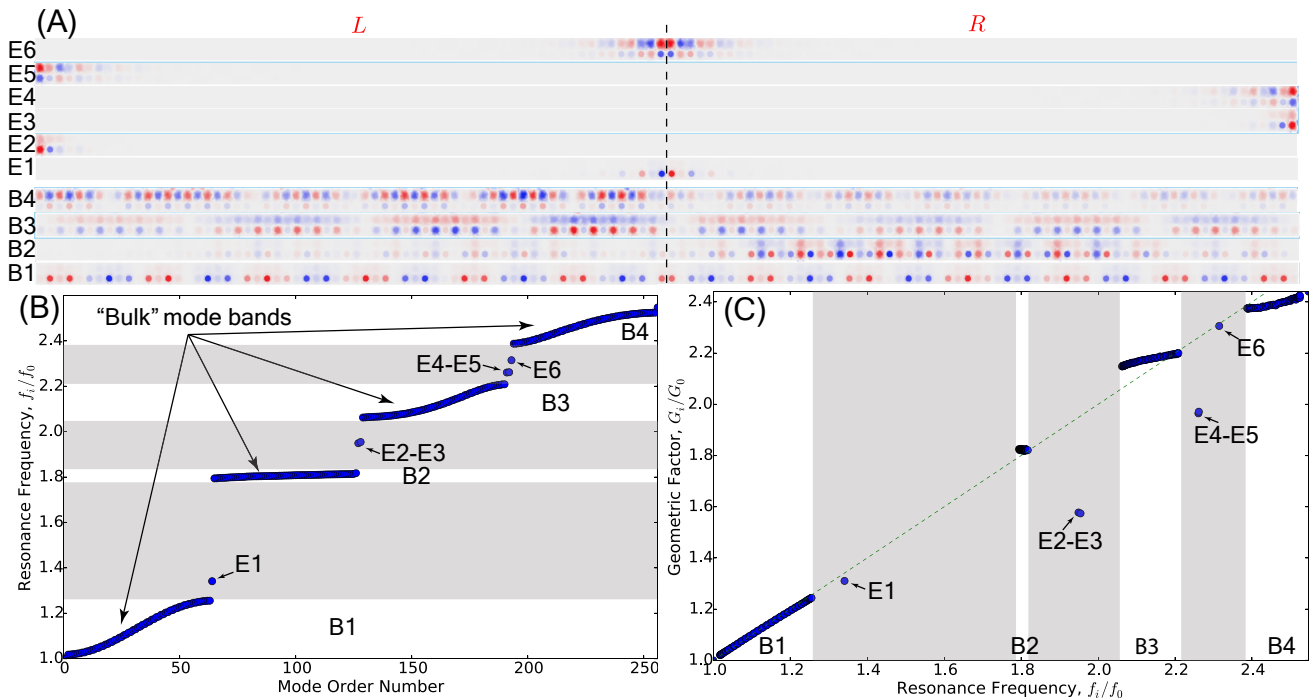 (A)
L
R
E6
E5
E4
E3
E2
E1
B4
B3
B2
B1
(B)
"Bulk" mode bands
B4
E4-E5
E6
B3
E2-E3
B2
E1
B1
Resonance Frequency, f_i/f_0
2.4
2.2
2.0
1.8
1.6
1.4
1.2
1.0
0 50 100 150 200 250
Mode Order Number
(C)
E6
E4-E5
E2-E3
E1
B1 B2 B3 B4
Geometric Factor, G_i/G_0
2.4
2.2
2.0
1.8
1.6
1.4
1.2
1.0
1.0 1.2 1.4 1.6 1.8 2.0 2.2 2.4
Resonance Frequency, f_i/f_0